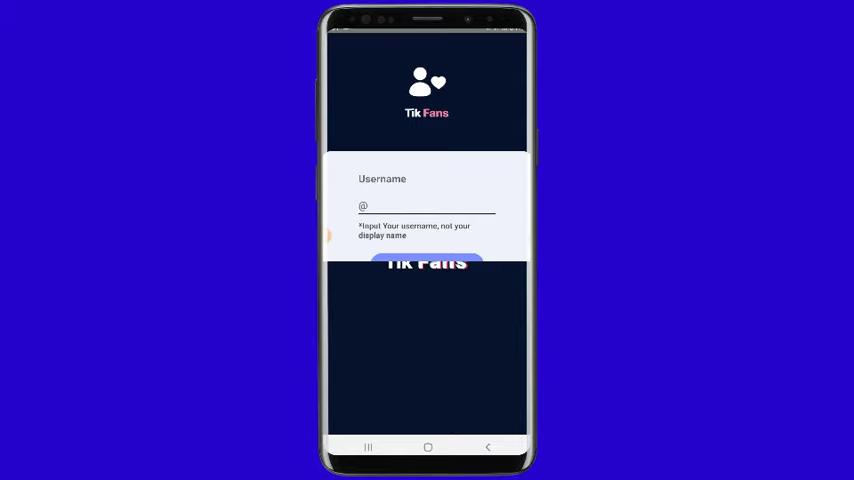 Tik Fans
Username
@
*Input Your username, not your
display name
Tik Fans